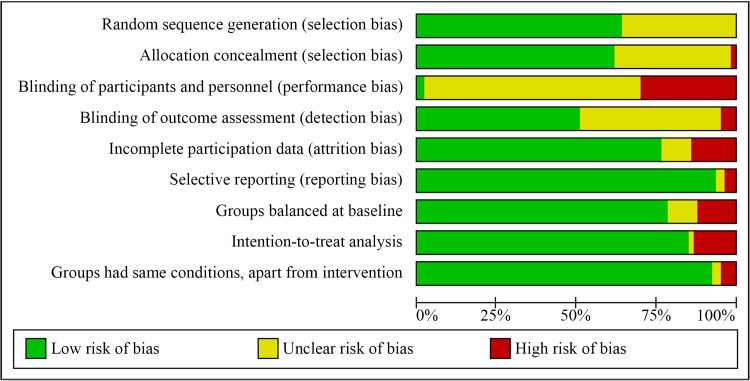 Random sequence generation (selection bias)
Allocation concealment (selection bias)
Blinding of participants and personnel (performance bias)
Blinding of outcome assessment (detection bias)
Incomplete participation data (attrition bias)
Selective reporting (reporting bias)
Groups balanced at baseline
Intention-to-treat analysis
Groups had same conditions, apart from intervention
0% 25% 50% 75% 100%
Low risk of bias Unclear risk of bias High risk of bias